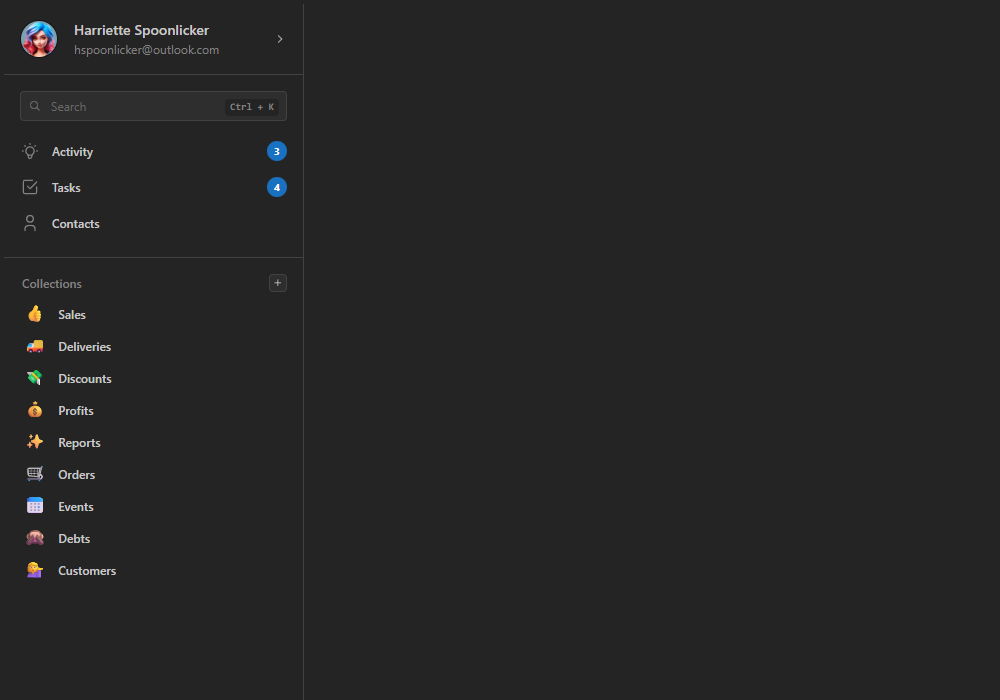 Harriette Spoonlicker
hspoonlicker@outlook.com
Search
Ctrl + K
Activity
3
Tasks
4
Contacts
Collections
+
Sales
Deliveries
Discounts
Profits
Reports
Orders
Events
Debts
Customers